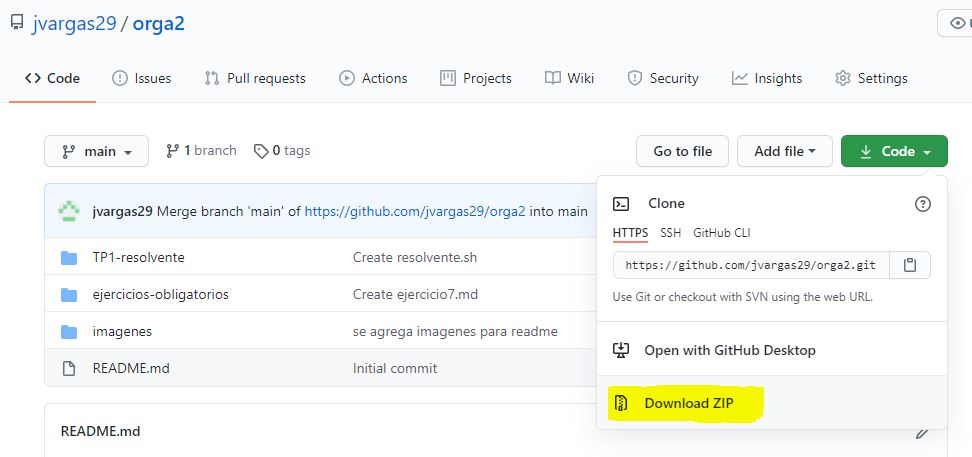 jvargas29 / orga2
Code Issues Pull requests Actions Projects Wiki Security Insights Settings
main 1 branch 0 tags Go to file Add file Code
jvargas29 Merge branch 'main' of https://github.com/jvargas29/orga2 into main
TP1-resolvente Create resolvente.sh
ejercicios-obligatorios Create ejercicio7.md
imagenes se agrega imagenes para readme
README.md Initial commit
README.md
Clone
HTTPS SSH GitHub CLI
https://github.com/jvargas29/orga2.git
Use Git or checkout with SVN using the web URL.
Open with GitHub Desktop
Download ZIP